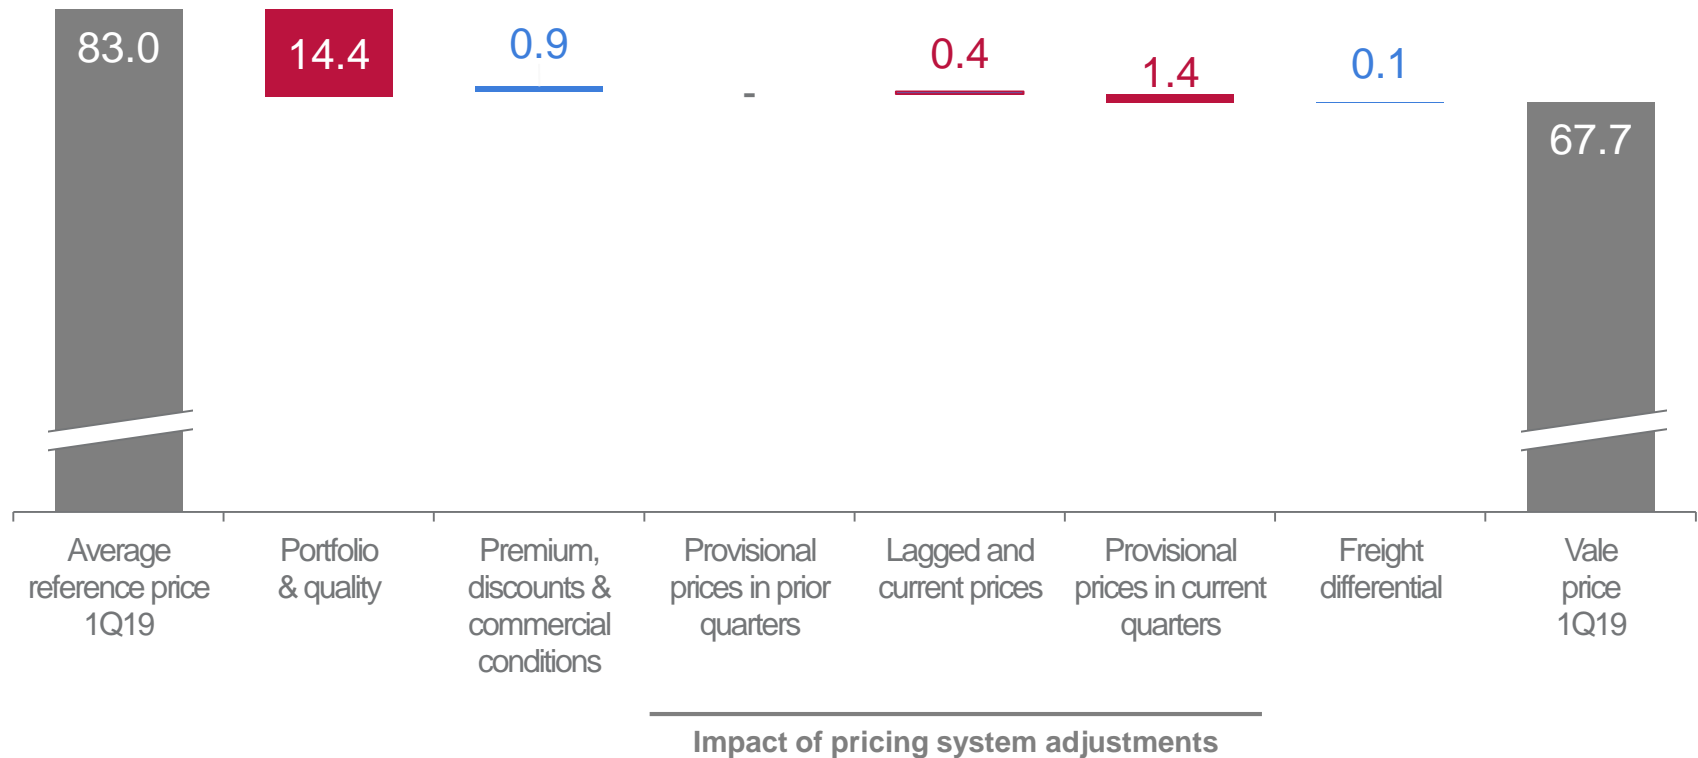 83.0
14.4
0.9
-
0.4
1.4
0.1
67.7
Average
reference price
1Q19
Portfolio
& quality
Premium,
discounts &
commercial
conditions
Provisional
prices in prior
quarters
Lagged and
current prices
Provisional
prices in current
quarters
Freight
differential
Vale
price
1Q19
Impact of pricing system adjustments